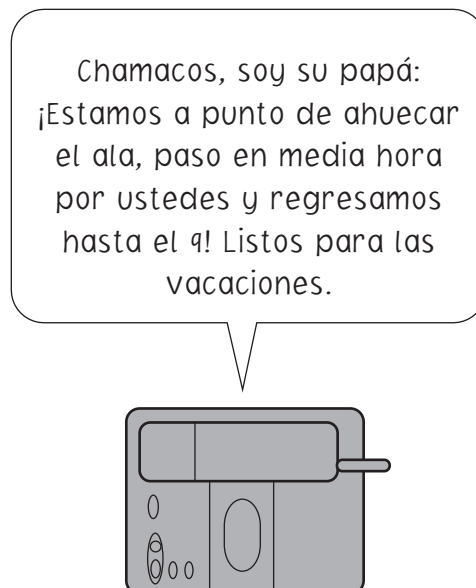 Chamacos, soy su papá:
¡Estamos a punto de ahuecar
el ala, paso en media hora
por ustedes y regresamos
hasta el 9! Listos para las
vacaciones.